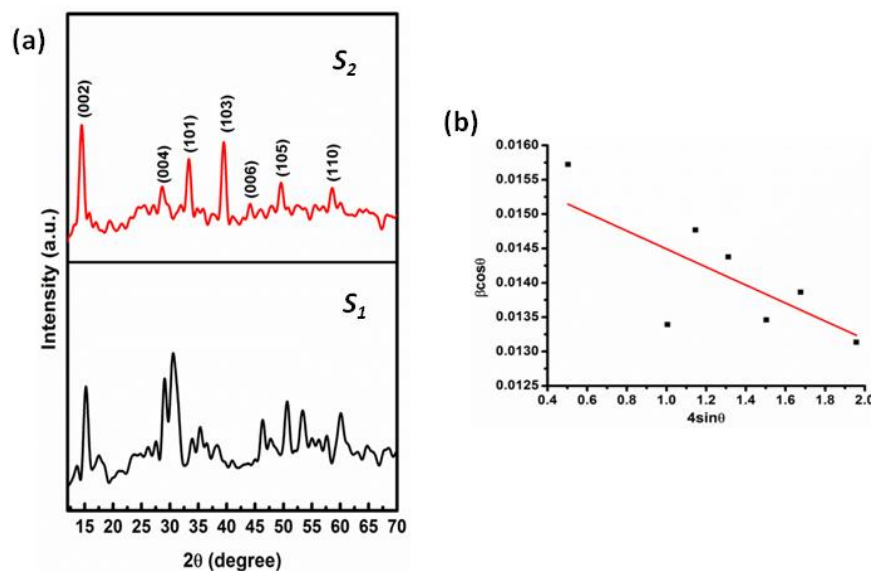 (a)
S2
(002)
(004)
(101)
(103)
(006)
(105)
(110)
S1
Intensity (a.u.)
15 20 25 30 35 40 45 50 55 60 65 70
2θ (degree)
(b)
0.0160
0.0155
0.0150
0.0145
0.0140
0.0135
0.0130
0.0125
βcosθ
0.4 0.6 0.8 1.0 1.2 1.4 1.6 1.8 2.0
4sinθ